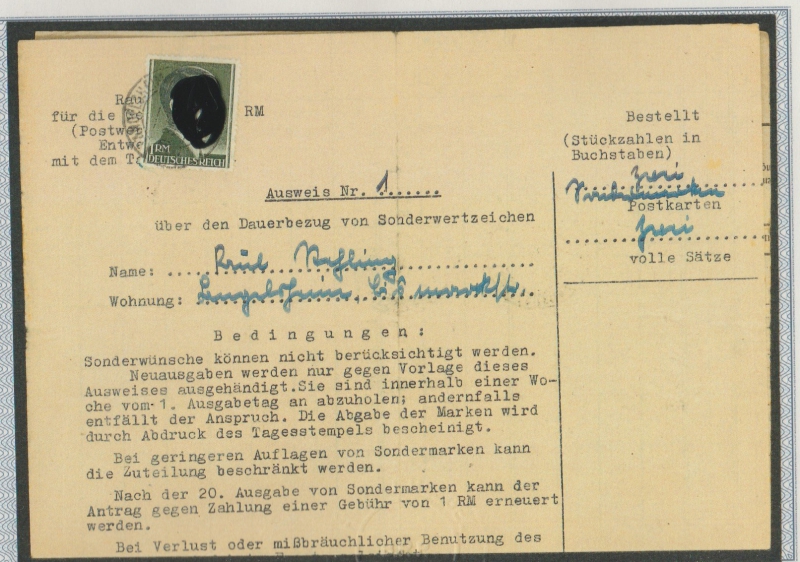 Rau
für die RM
(Postwe
Entwe
mit dem Ta
1 RM
DEUTSCHES REICH
Bestellt
(Stückzahlen in
Buchstaben)
zwei
Postkarten
zwei
volle Sätze
Ausweis Nr. 1......
über den Dauerbezug von Sonderwertzeichen
Name:
Wohnung:
Bedingungen:
Sonderwünsche können nicht berücksichtigt werden.
Neuausgaben werden nur gegen Vorlage dieses
Ausweises ausgehändigt.Sie sind innerhalb einer Wo-
che vom 1. Ausgabetag an abzuholen; andernfalls
entfällt der Anspruch. Die Abgabe der Marken wird
durch Abdruck des Tagesstempels bescheinigt.
Bei geringeren Auflagen von Sondermarken kann
die Zuteilung beschränkt werden.
Nach der 20. Ausgabe von Sondermarken kann der
Antrag gegen Zahlung einer Gebühr von 1 RM erneuert
werden.
Bei Verlust oder mißbräuchlicher Benutzung des